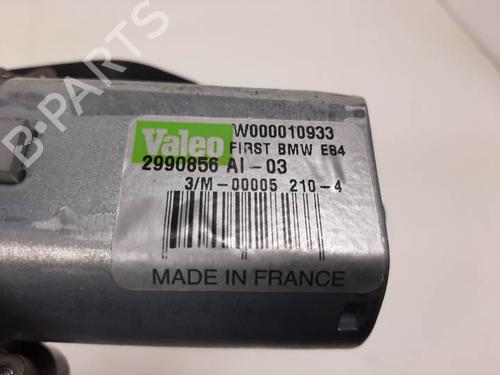 Valeo
W000010933
FIRST BMW E84
2990856 AI-03
3/M-00005 210-4
MADE IN FRANCE
B-PARTS